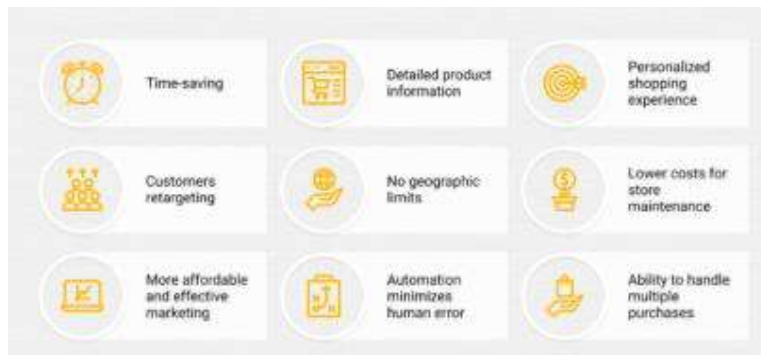 Time-saving
Detailed product
information
Personalized
shopping
experience
Customers
retargeting
No geographic
limits
Lower costs for
store
maintenance
More affordable
and effective
marketing
Automation
minimizes
human error
Ability to handle
multiple
purchases